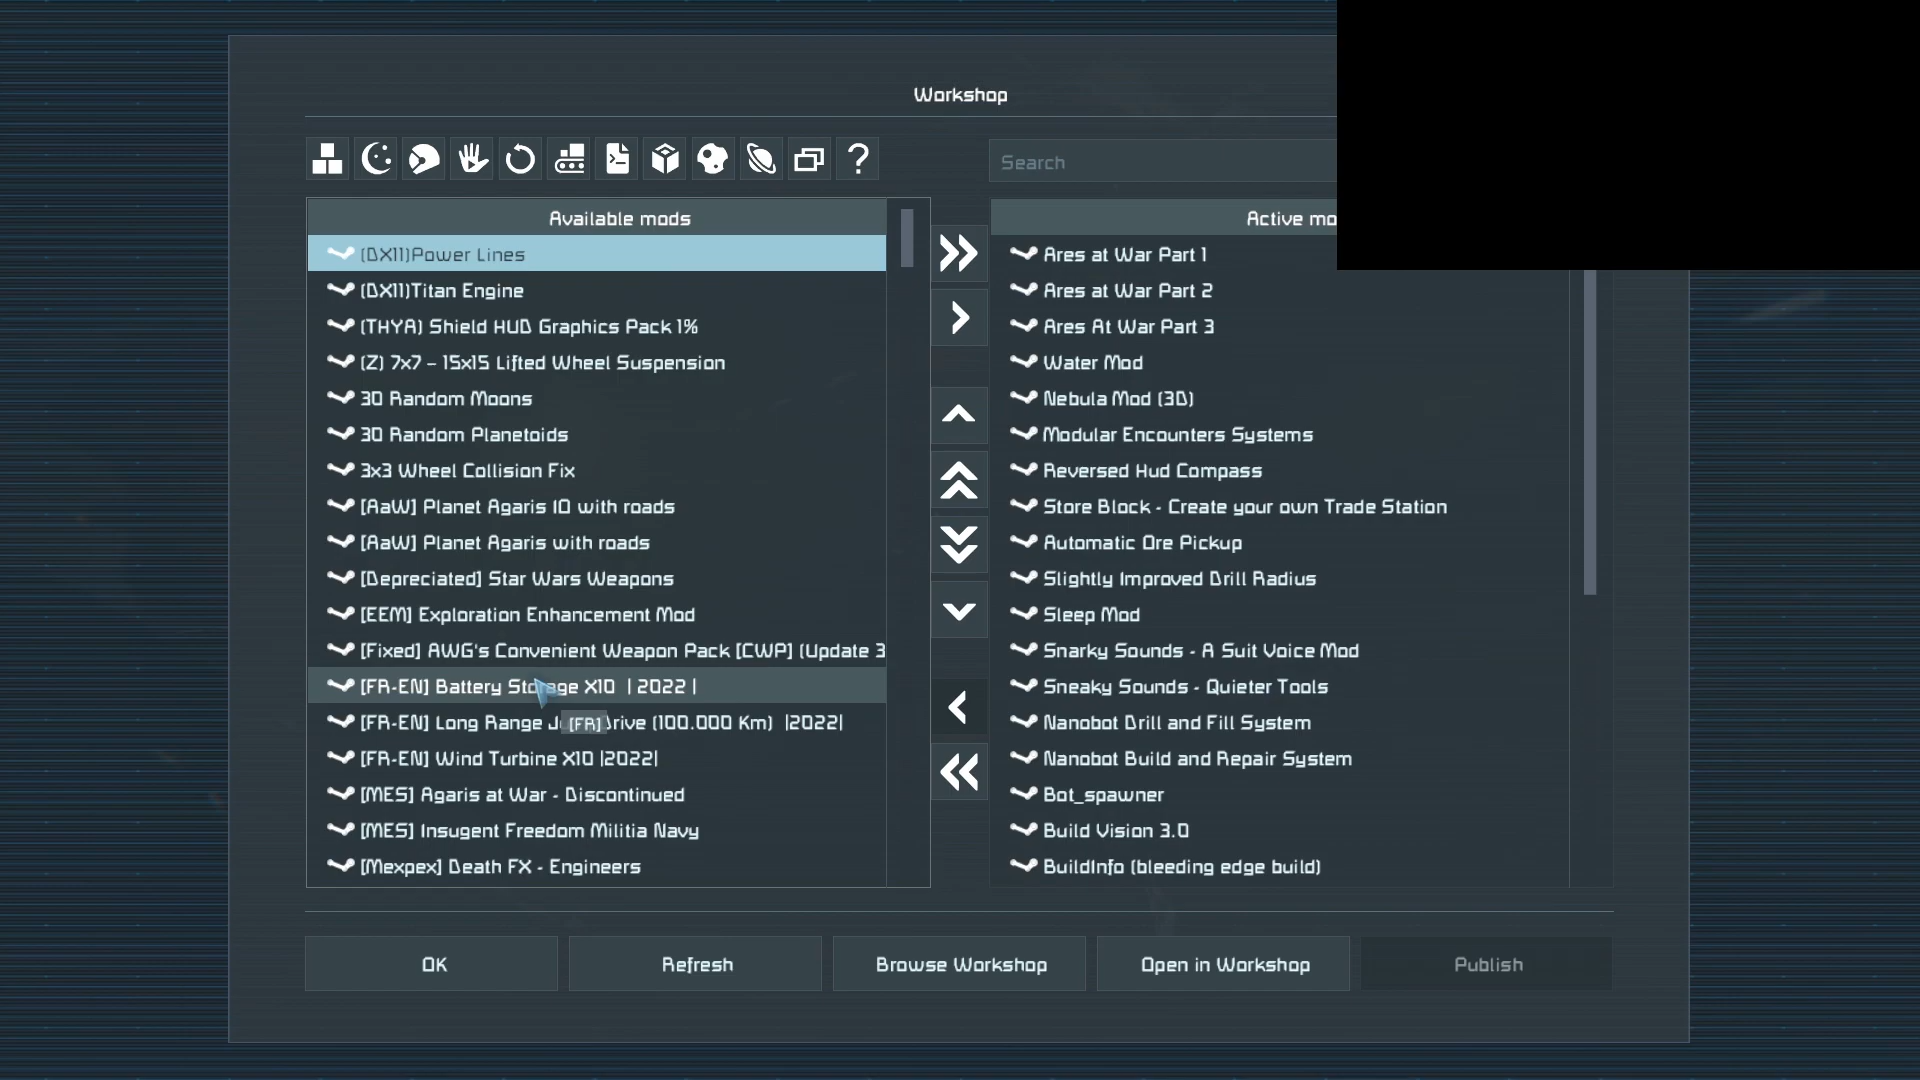 Workshop
Search
Available mods
(DX11)Power Lines
(DX11)Titan Engine
(THYA) Shield HUD Graphics Pack 1%
(Z) 7x7 – 15x15 Lifted Wheel Suspension
30 Random Moons
30 Random Planetoids
3x3 Wheel Collision Fix
[AaW] Planet Agaris 10 with roads
[AaW] Planet Agaris with roads
[Depreciated] Star Wars Weapons
[EEM] Exploration Enhancement Mod
[Fixed] AWG's Convenient Weapon Pack [CWP] (Update 3
[FR-EN] Battery Storage X10 | 2022 |
[FR-EN] Long Range (100.000 Km) |2022|
[FR]
[FR-EN] Wind Turbine X10 |2022|
[MES] Agaris at War - Discontinued
[MES] Insugent Freedom Militia Navy
[Mexpex] Death FX - Engineers
Active mo
Ares at War Part 1
Ares at War Part 2
Ares At War Part 3
Water Mod
Nebula Mod (3D)
Modular Encounters Systems
Reversed Hud Compass
Store Block - Create your own Trade Station
Automatic Ore Pickup
Slightly Improved Drill Radius
Sleep Mod
Snarky Sounds - A Suit Voice Mod
Sneaky Sounds - Quieter Tools
Nanobot Drill and Fill System
Nanobot Build and Repair System
Bot_spawner
Build Vision 3.0
BuildInfo (bleeding edge build)
OK
Refresh
Browse Workshop
Open in Workshop
Publish